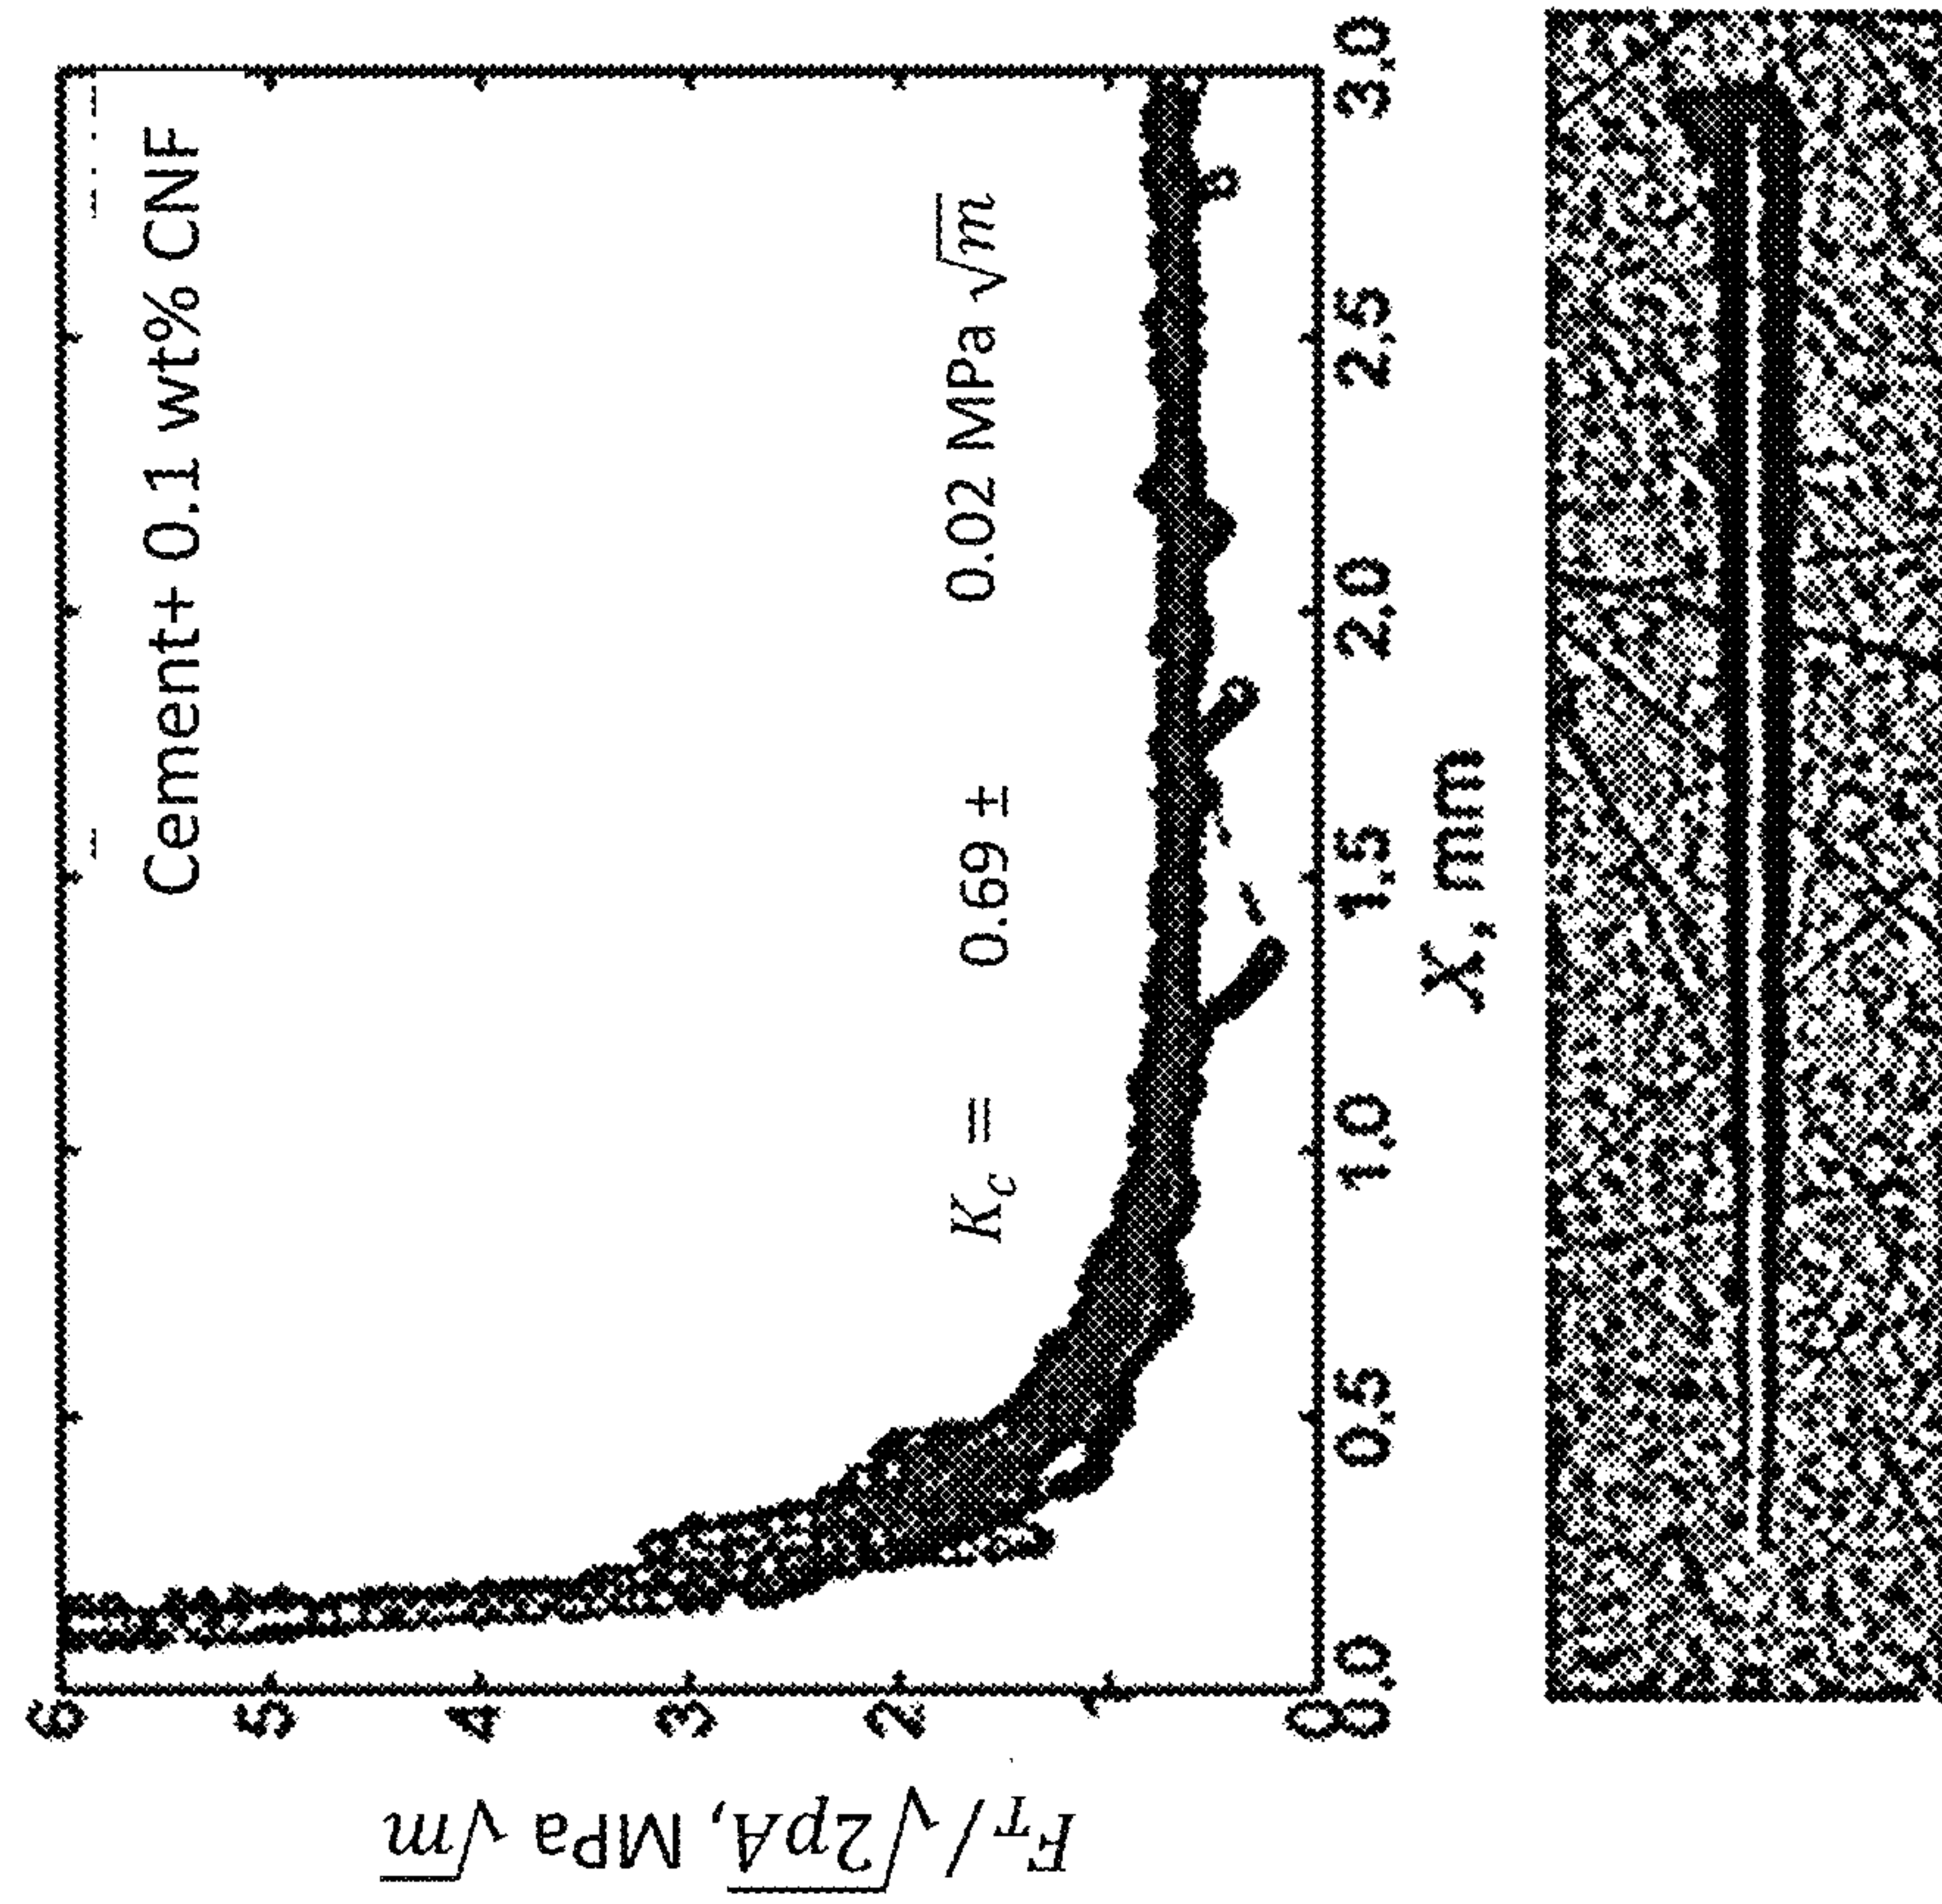 Cement+ 0.1 wt% CNF
K_c = 0.69 ± 0.02 MPa √m
F_T/√2pA, MPa √m
6
5
4
3
2
0
0.0 0.5 1.0 1.5 2.0 2.5 3.0
X, mm